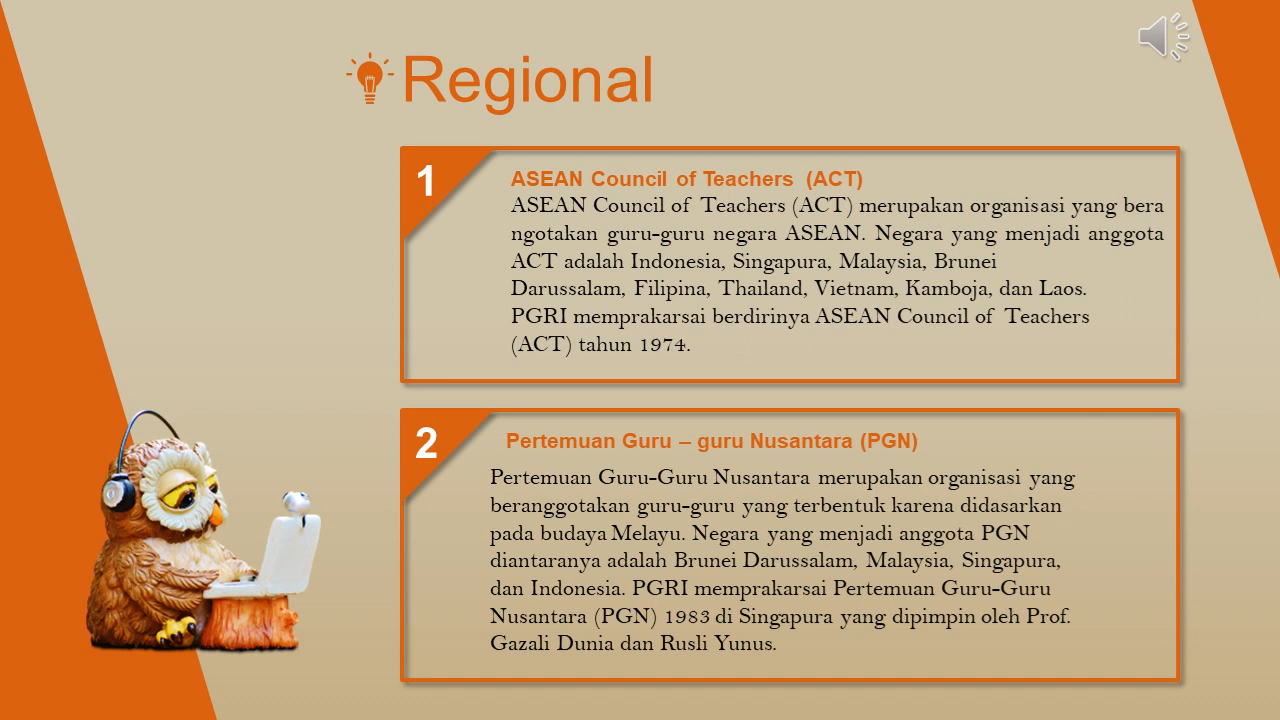 Regional
1
ASEAN Council of Teachers (ACT)
ASEAN Council of Teachers (ACT) merupakan organisasi yang bera
ngotakan guru-guru negara ASEAN. Negara yang menjadi anggota
ACT adalah Indonesia, Singapura, Malaysia, Brunei
Darussalam, Filipina, Thailand, Vietnam, Kamboja, dan Laos.
PGRI memprakarsai berdirinya ASEAN Council of Teachers
(ACT) tahun 1974.
2
Pertemuan Guru – guru Nusantara (PGN)
Pertemuan Guru-Guru Nusantara merupakan organisasi yang
beranggotakan guru-guru yang terbentuk karena didasarkan
pada budaya Melayu. Negara yang menjadi anggota PGN
diantaranya adalah Brunei Darussalam, Malaysia, Singapura,
dan Indonesia. PGRI memprakarsai Pertemuan Guru-Guru
Nusantara (PGN) 1983 di Singapura yang dipimpin oleh Prof.
Gazali Dunia dan Rusli Yunus.